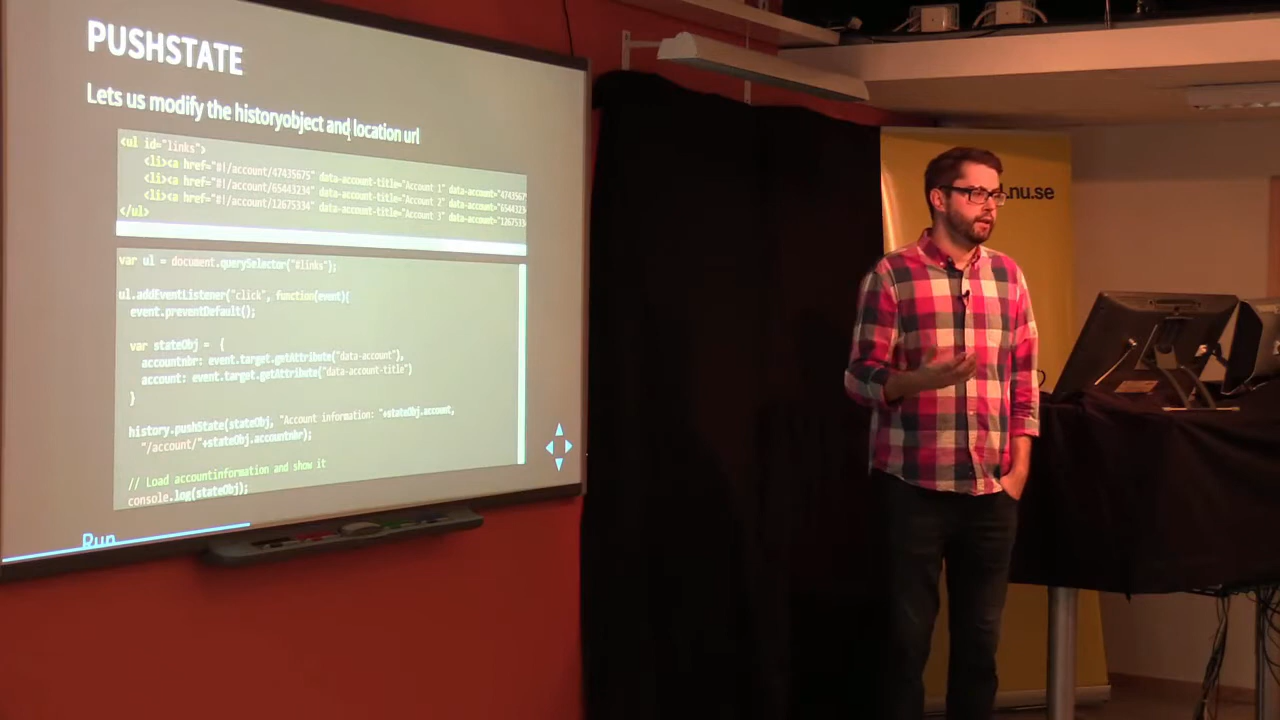 PUSHSTATE
Lets us modify the historyobject and location url
<ul id="links">
<li><a href="#!/account/47435675" data-account-title="Account 1" data-account="4743567
<li><a href="#!/account/65443234" data-account-title="Account 2" data-account="6544323
<li><a href="#!/account/12675334" data-account-title="Account 3" data-account="1267533
</ul>
var ul = document.querySelector("#links");
ul.addEventListener("click", function(event){
event.preventDefault();
var stateObj = {
accountnbr: event.target.getAttribute("data-account"),
account: event.target.getAttribute("data-account-title")
}
history.pushState(stateObj, "Account information: "+stateObj.account,
"/account/"+stateObj.accountnbr);
// Load accountinformation and show it
console.log(stateObj);
Run
.nu.se